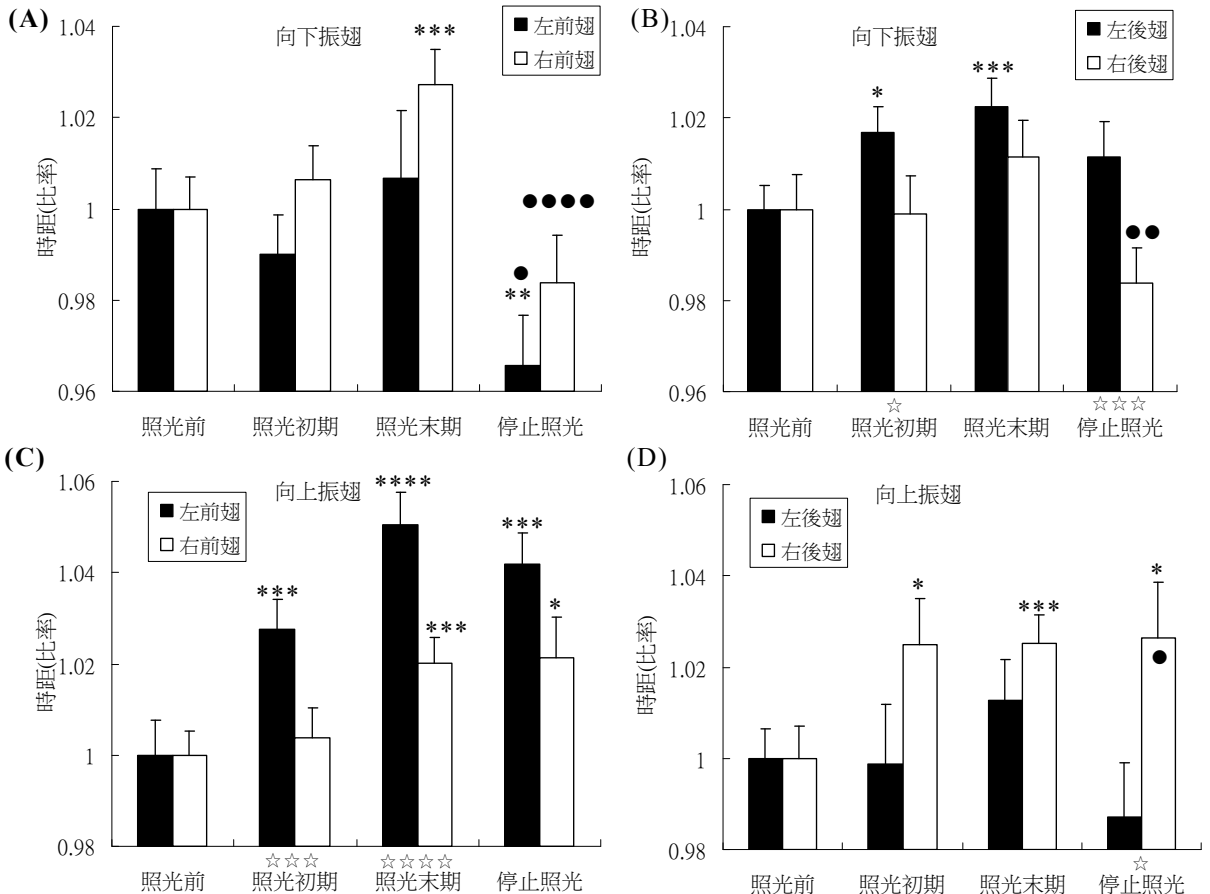 (A)
向下振翅
左前翅
右前翅
時距(比率)
1.04
1.02
1
0.98
0.96
***
●●●●
●
**
照光前 照光初期 照光末期 停止照光
(B)
向下振翅
左後翅
右後翅
時距(比率)
1.04
1.02
1
0.98
0.96
*
***
●●
☆ ☆☆☆
照光前 照光初期 照光末期 停止照光
(C)
向上振翅
左前翅
右前翅
時距(比率)
1.06
1.04
1.02
1
0.98
***
****
***
***
*
☆☆☆ ☆☆☆☆
照光前 照光初期 照光末期 停止照光
(D)
向上振翅
左後翅
右後翅
時距(比率)
1.06
1.04
1.02
1
0.98
*
***
*
●
照光前 照光初期 照光末期 停止照光
☆